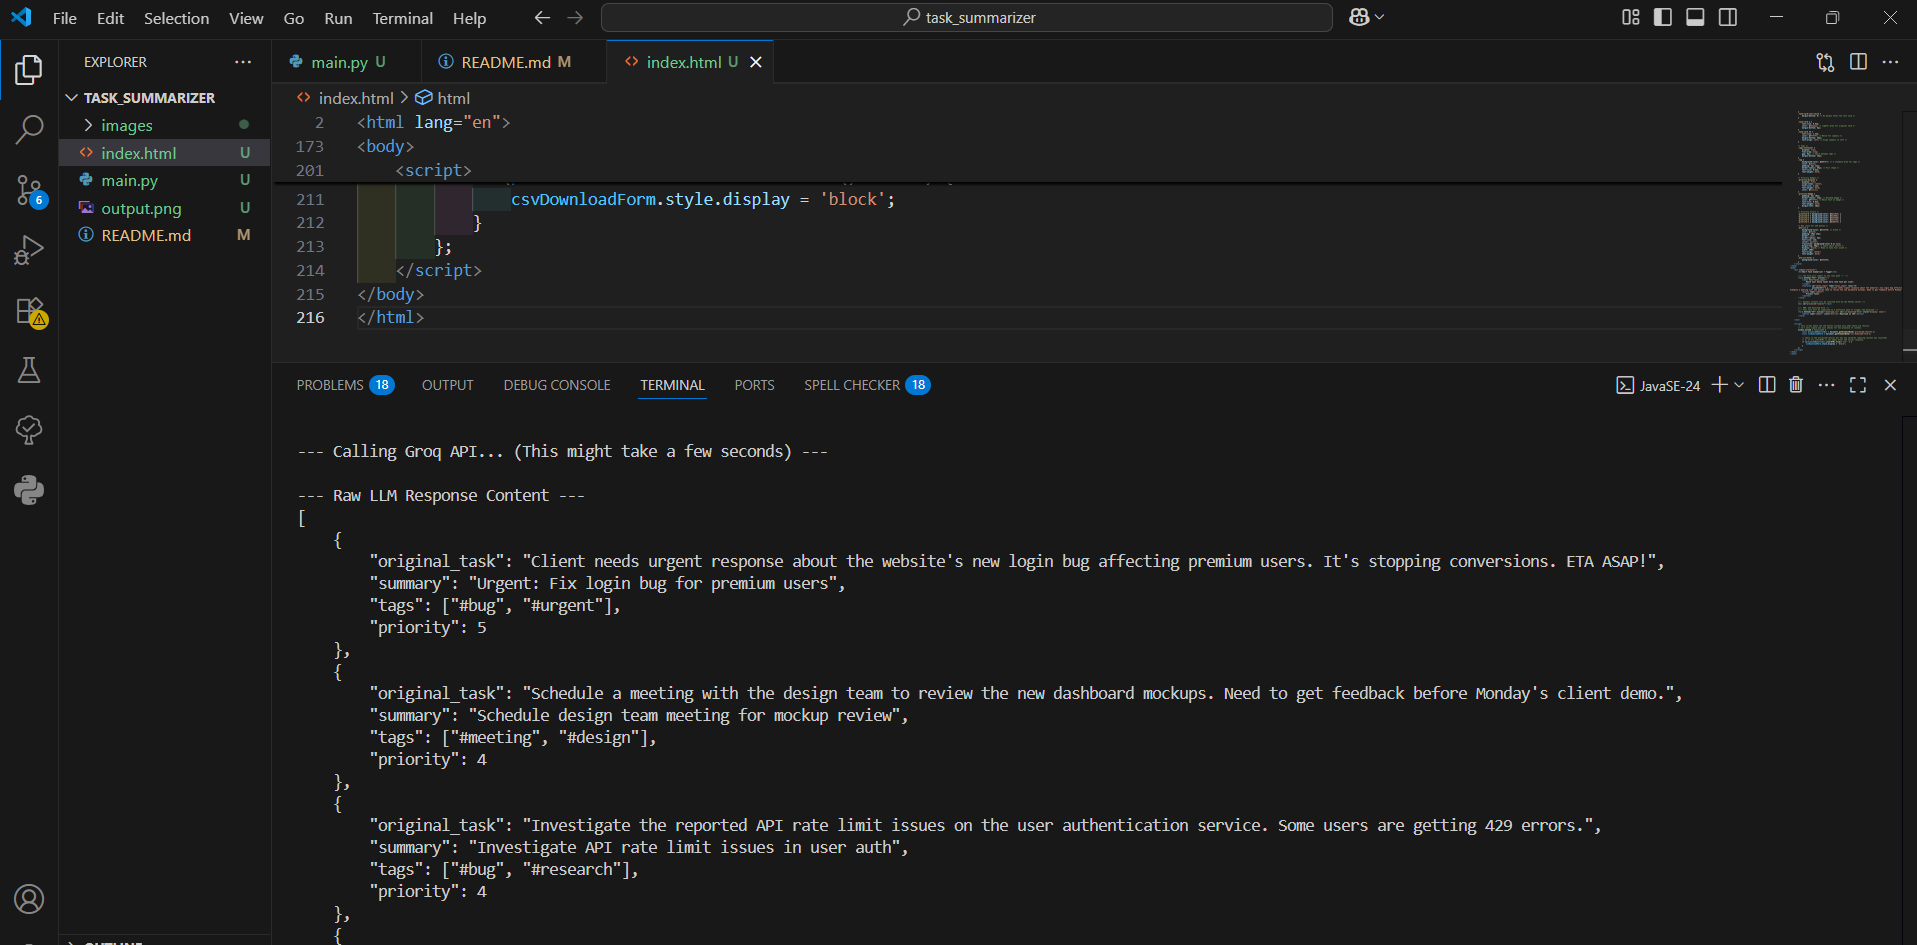 File Edit Selection View Go Run Terminal Help
task_summarizer
EXPLORER
TASK_SUMMARIZER
images
index.html U
main.py U
output.png U
README.md M
main.py U
README.md M
index.html U
index.html > html
2 <html lang="en">
173 <body>
201 <script>
211 csvDownloadForm.style.display = 'block';
212 }
213 };
214 </script>
215 </body>
216 </html>
6
PROBLEMS 18 OUTPUT DEBUG CONSOLE TERMINAL PORTS SPELL CHECKER 18
JavaSE-24
--- Calling Groq API... (This might take a few seconds) ---
--- Raw LLM Response Content ---
[
{
"original_task": "Client needs urgent response about the website's new login bug affecting premium users. It's stopping conversions. ETA ASAP!",
"summary": "Urgent: Fix login bug for premium users",
"tags": ["#bug", "#urgent"],
"priority": 5
},
{
"original_task": "Schedule a meeting with the design team to review the new dashboard mockups. Need to get feedback before Monday's client demo.",
"summary": "Schedule design team meeting for mockup review",
"tags": ["#meeting", "#design"],
"priority": 4
},
{
"original_task": "Investigate the reported API rate limit issues on the user authentication service. Some users are getting 429 errors.",
"summary": "Investigate API rate limit issues in user auth",
"tags": ["#bug", "#research"],
"priority": 4
},
{
OUTLINE